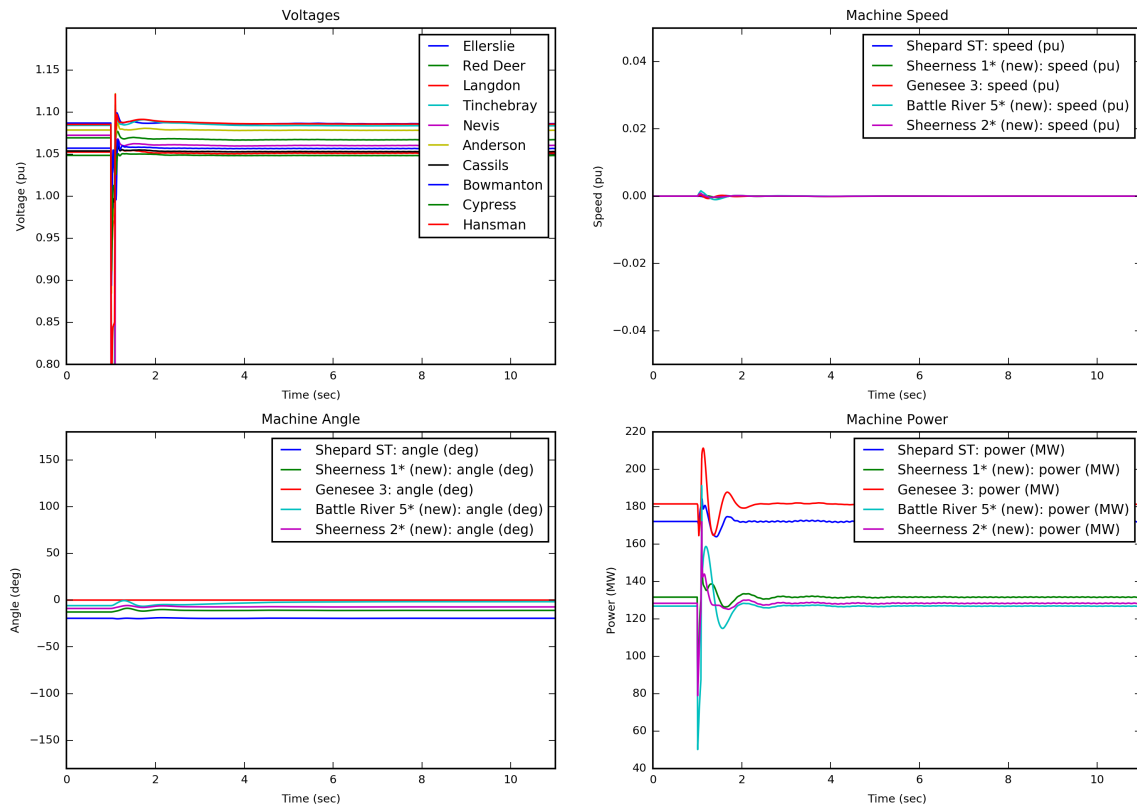 Voltages
1.15
1.10
1.05
1.00
0.95
0.90
0.85
0.80
Voltage (pu)
0
2
4
6
8
10
Time (sec)
Ellerslie
Red Deer
Langdon
Tinchebray
Nevis
Anderson
Cassils
Bowmanton
Cypress
Hansman
Machine Speed
0.04
0.02
0.00
−0.02
−0.04
Speed (pu)
0
2
4
6
8
10
Time (sec)
Shepard ST: speed (pu)
Sheerness 1* (new): speed (pu)
Genesee 3: speed (pu)
Battle River 5* (new): speed (pu)
Sheerness 2* (new): speed (pu)
Machine Angle
150
100
50
0
−50
−100
−150
Angle (deg)
0
2
4
6
8
10
Time (sec)
Shepard ST: angle (deg)
Sheerness 1* (new): angle (deg)
Genesee 3: angle (deg)
Battle River 5* (new): angle (deg)
Sheerness 2* (new): angle (deg)
Machine Power
220
200
180
160
140
120
100
80
60
40
Power (MW)
0
2
4
6
8
10
Time (sec)
Shepard ST: power (MW)
Sheerness 1* (new): power (MW)
Genesee 3: power (MW)
Battle River 5* (new): power (MW)
Sheerness 2* (new): power (MW)